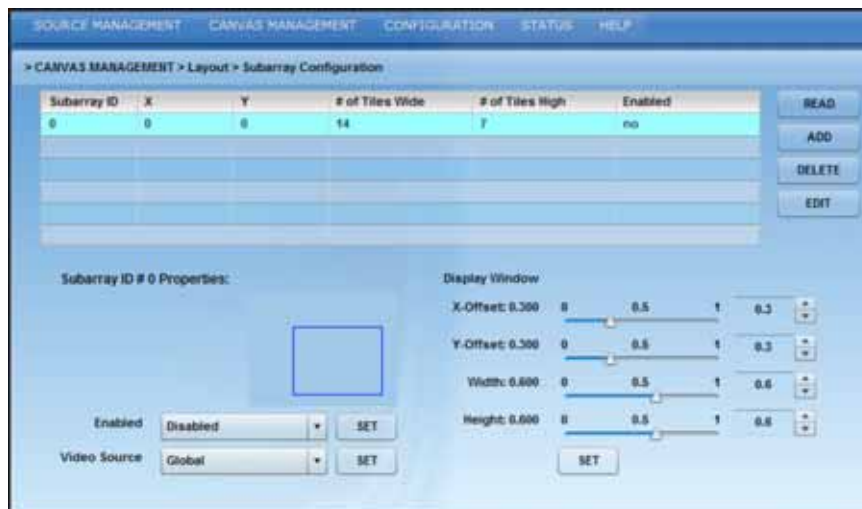 SOURCE MANAGEMENT CANVAS MANAGEMENT CONFIGURATION STATUS HELP
> CANVAS MANAGEMENT > Layout > Subarray Configuration
Subarray ID X Y # of Tiles Wide # of Tiles High Enabled
0 0 0 14 7 no
READ
ADD
DELETE
EDIT
Subarray ID # 0 Properties:
Display Window
X-Offset: 0.300 0 0.5 1 0.3
Y-Offset: 0.300 0 0.5 1 0.3
Width: 0.600 0 0.5 1 0.6
Height: 0.600 0 0.5 1 0.6
Enabled Disabled SET
Video Source Global SET
SET